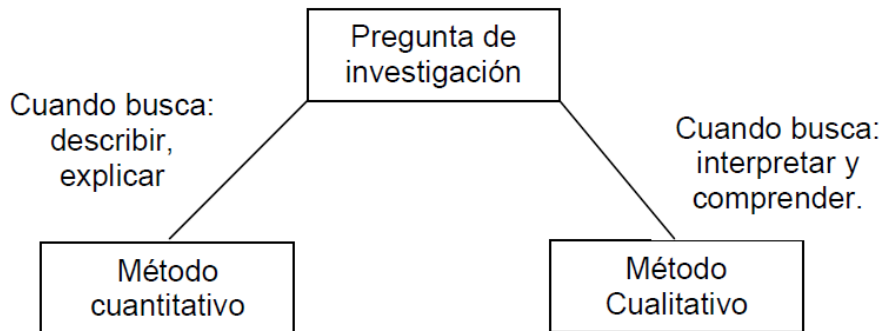 Pregunta de
investigación
Cuando busca:
describir,
explicar
Cuando busca:
interpretar y
comprender.
Método
cuantitativo
Método
Cualitativo